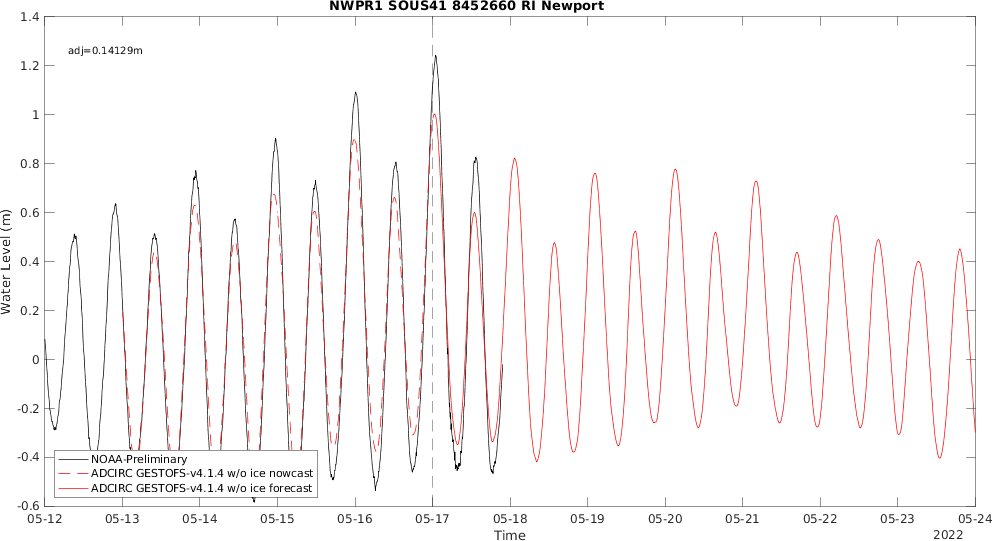 NWPR1 SOUS41 8452660 RI Newport
1.4
adj=0.14129m
1.2
1
0.8
0.6
0.4
0.2
0
-0.2
-0.4
-0.6
Water Level (m)
NOAA-Preliminary
ADCIRC GESTOFS-v4.1.4 w/o ice nowcast
ADCIRC GESTOFS-v4.1.4 w/o ice forecast
05-12 05-13 05-14 05-15 05-16 05-17 05-18 05-19 05-20 05-21 05-22 05-23 05-24
Time
2022